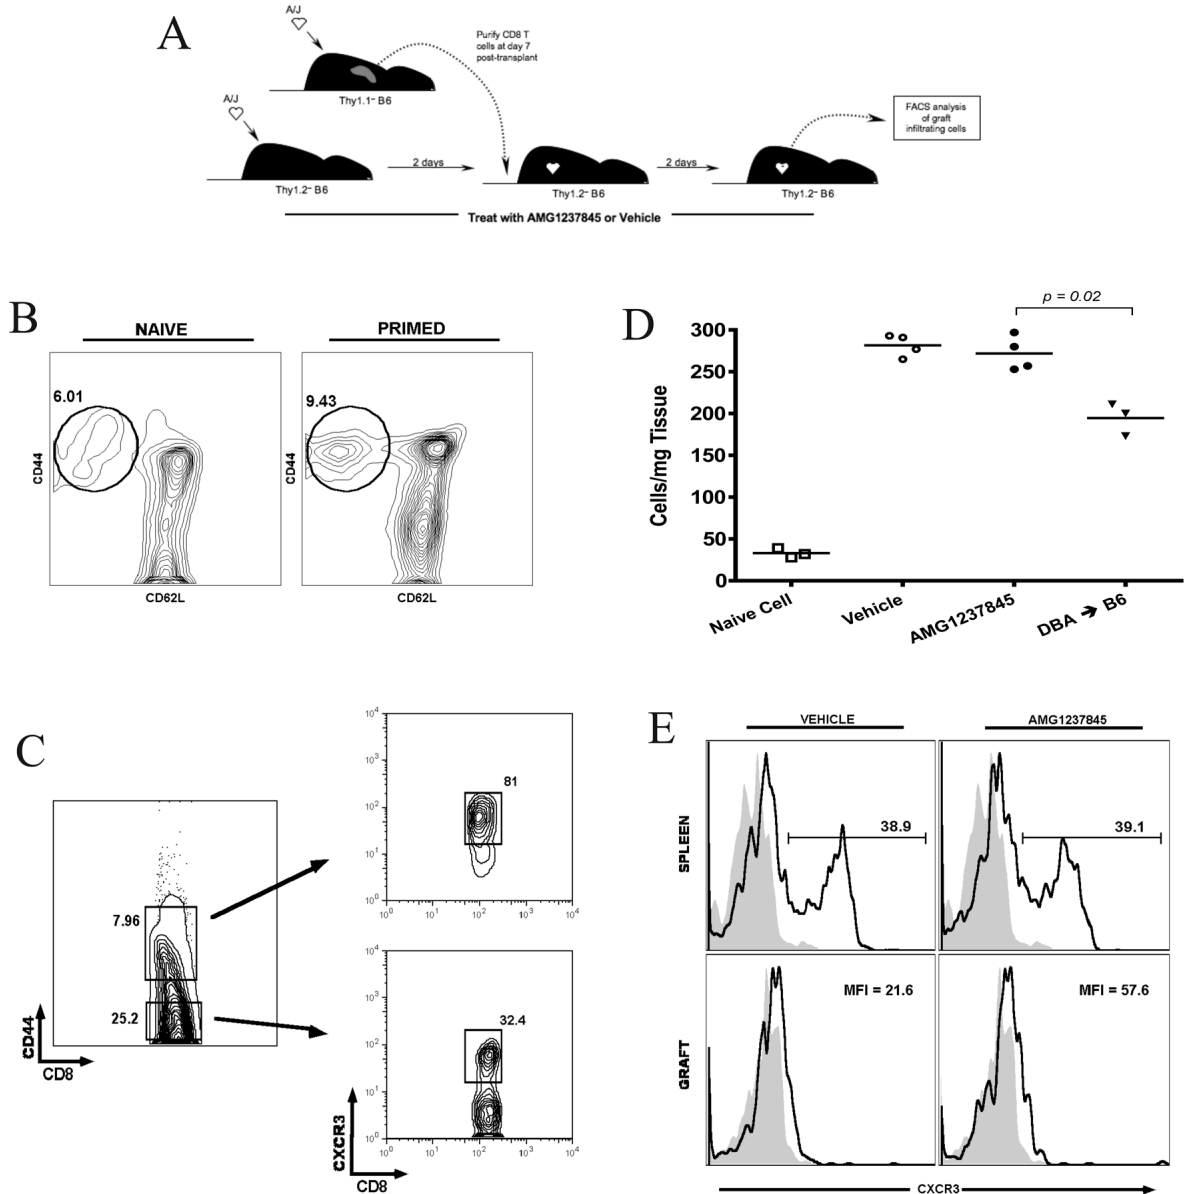 A
A/J
Purify CD8 T
cells at day 7
post-transplant
Thy1.1⁻ B6
A/J
FACS analysis
of graft
infiltrating cells
2 days
2 days
Thy1.2⁻ B6
Thy1.2⁻ B6
Thy1.2⁻ B6
Treat with AMG1237845 or Vehicle
B
NAIVE
PRIMED
6.01
9.43
CD44
CD44
CD62L
CD62L
D
p = 0.02
300
250
200
150
100
50
0
Cells/mg Tissue
Naive Cell
Vehicle
AMG1237845
DBA ➔ B6
C
7.96
25.2
CD44
CD8
10⁴
10³
10²
10¹
10⁰
81
10⁰ 10¹ 10² 10³ 10⁴
10⁴
10³
10²
10¹
10⁰
32.4
10⁰ 10¹ 10² 10³ 10⁴
CXCR3
CD8
E
VEHICLE
AMG1237845
SPLEEN
38.9
39.1
GRAFT
MFI = 21.6
MFI = 57.6
CXCR3